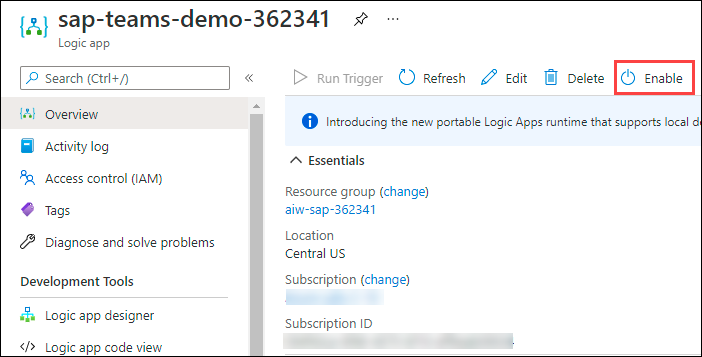 sap-teams-demo-362341
Logic app
Search (Ctrl+/)
Run Trigger Refresh Edit Delete Enable
Overview
Activity log
Access control (IAM)
Tags
Diagnose and solve problems
Development Tools
Logic app designer
Logic app code view
Introducing the new portable Logic Apps runtime that supports local de
Essentials
Resource group (change)
aiw-sap-362341
Location
Central US
Subscription (change)
Subscription ID